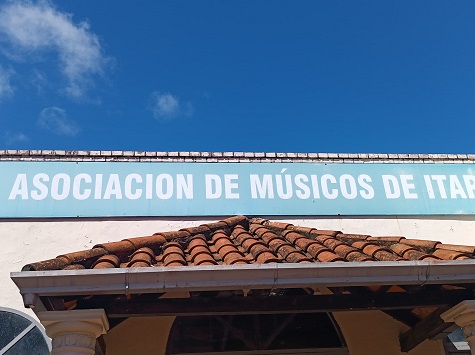 ASOCIACION DE MÚSICOS DE